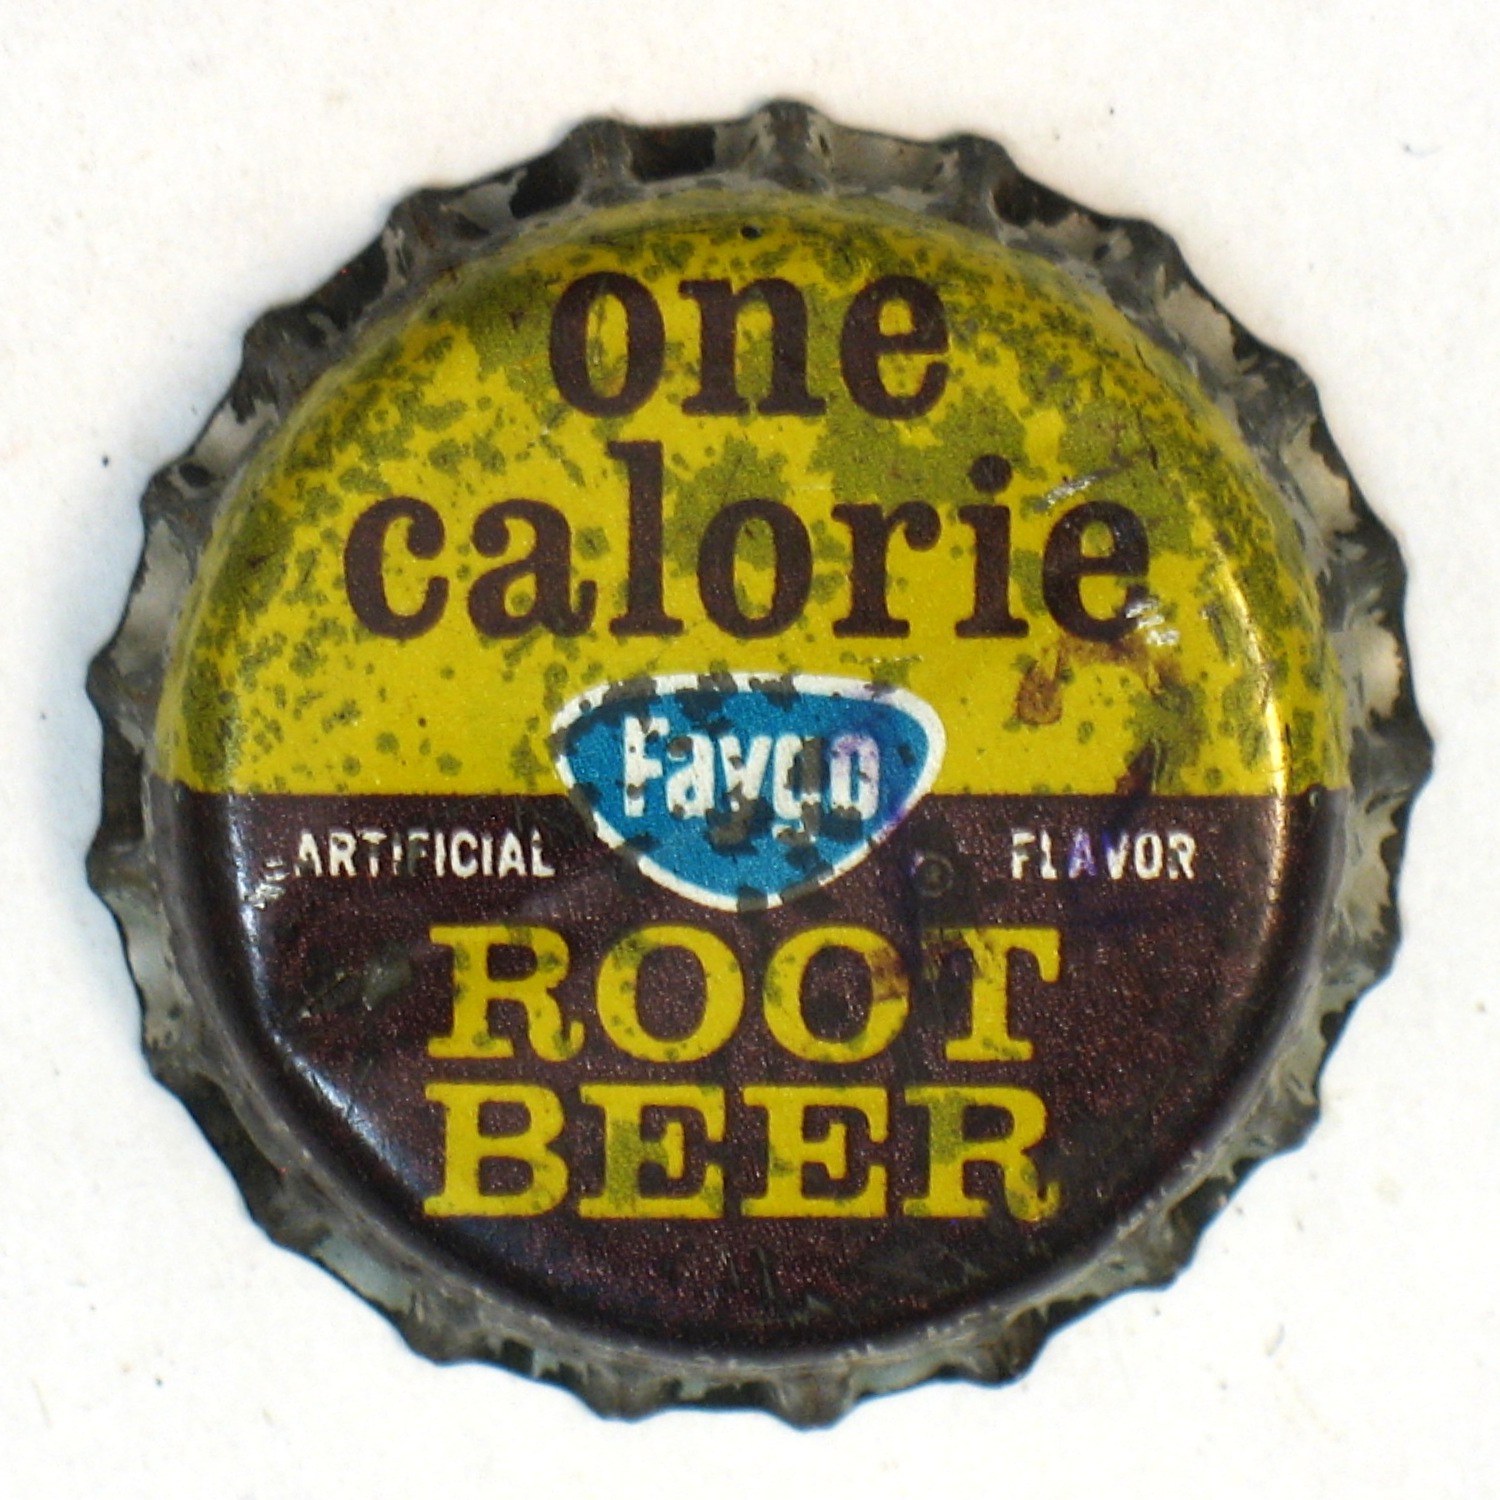 one
calorie
Faygo
ARTIFICIAL FLAVOR
ROOT
BEER